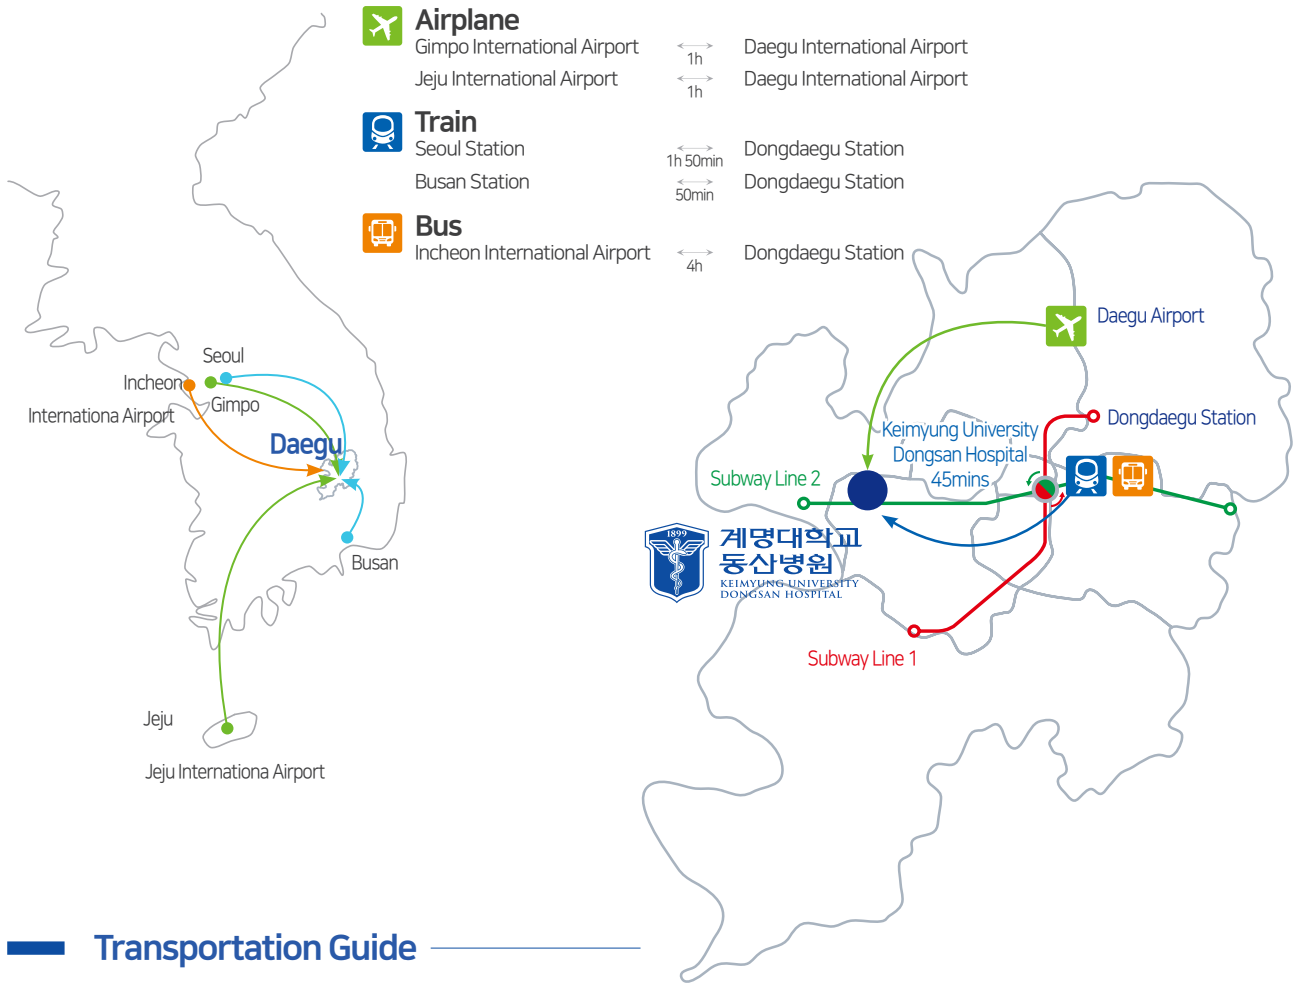 Airplane
Gimpo International Airport 1h Daegu International Airport
Jeju International Airport 1h Daegu International Airport
Train
Seoul Station 1h 50min Dongdaegu Station
Busan Station 50min Dongdaegu Station
Bus
Incheon International Airport 4h Dongdaegu Station
Seoul
Incheon
Internationa Airport
Gimpo
Daegu
Busan
Jeju
Jeju Internationa Airport
Daegu Airport
Dongdaegu Station
Keimyung University
Dongsan Hospital
45mins
Subway Line 2
1899
계명대학교
동산병원
KEIMYUNG UNIVERSITY
DONGSAN HOSPITAL
Subway Line 1
Transportation Guide